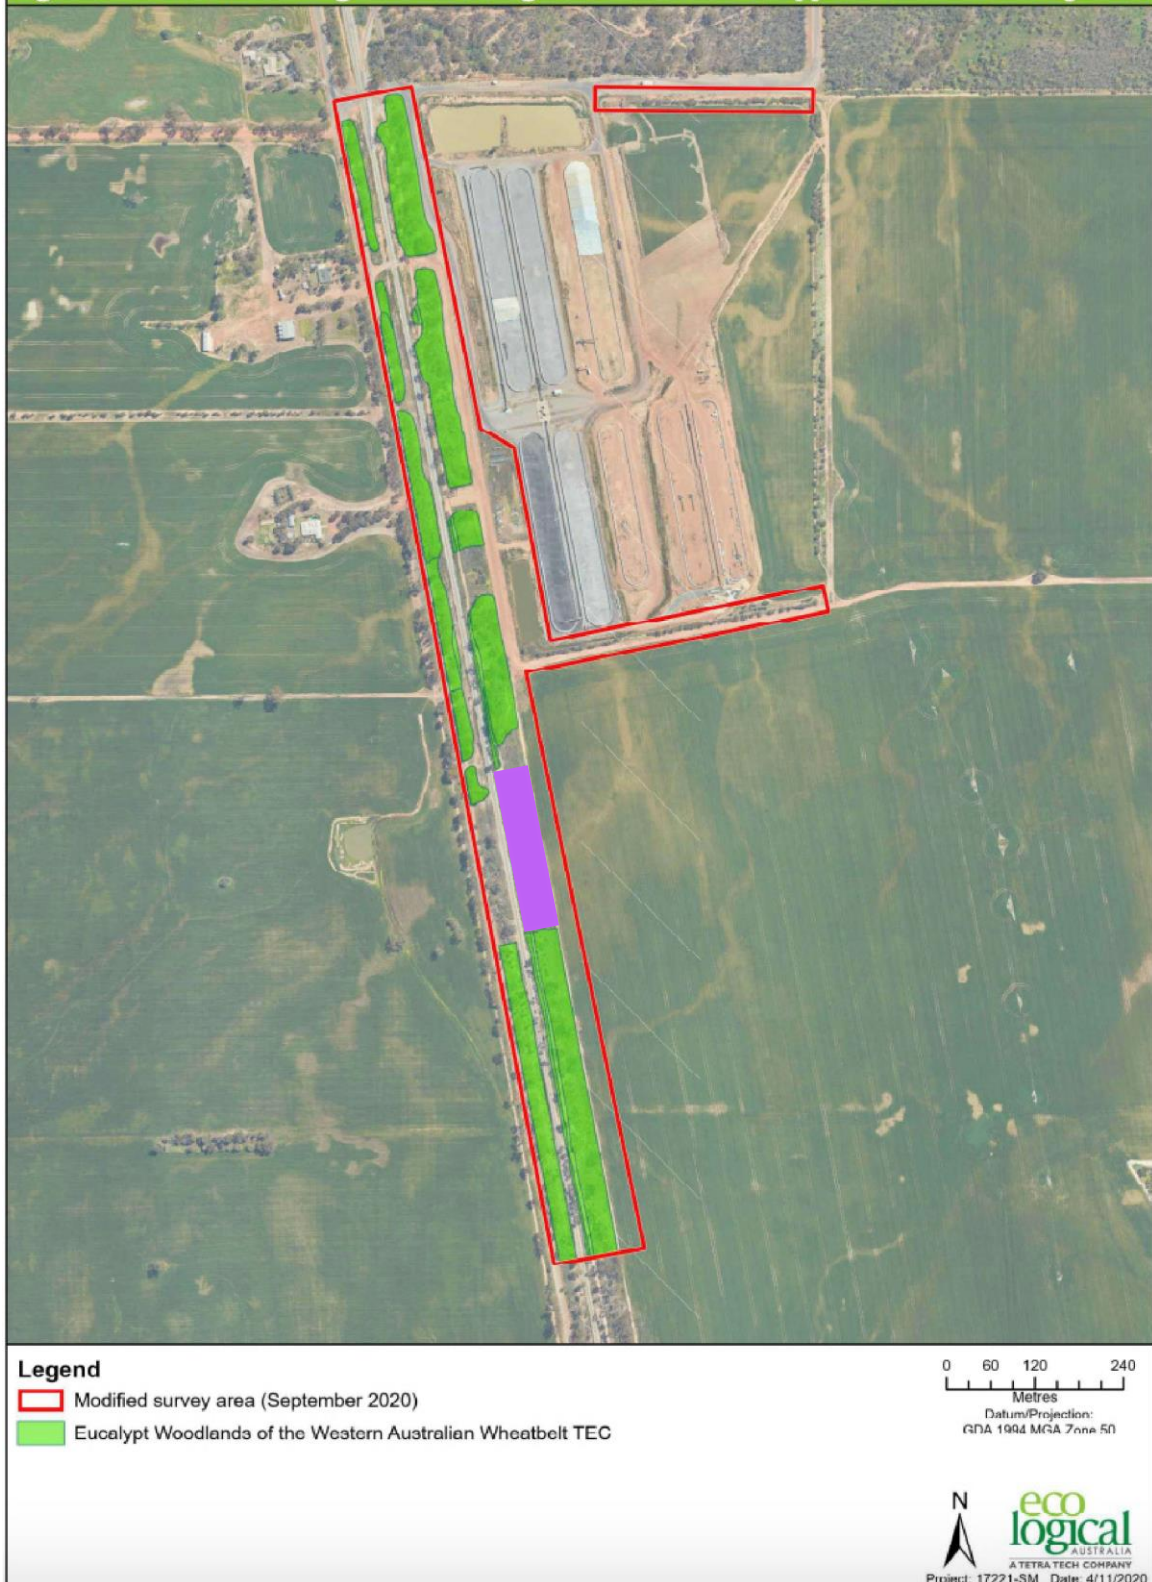 Legend
Modified survey area (September 2020)
Eucalypt Woodlands of the Western Australian Wheatbelt TEC
0 60 120 240
Metres
Datum/Projection:
GDA 1994 MGA Zone 50
N
eco
logical
AUSTRALIA
A TETRA TECH COMPANY
Project: 17221-SM Date: 4/11/2020